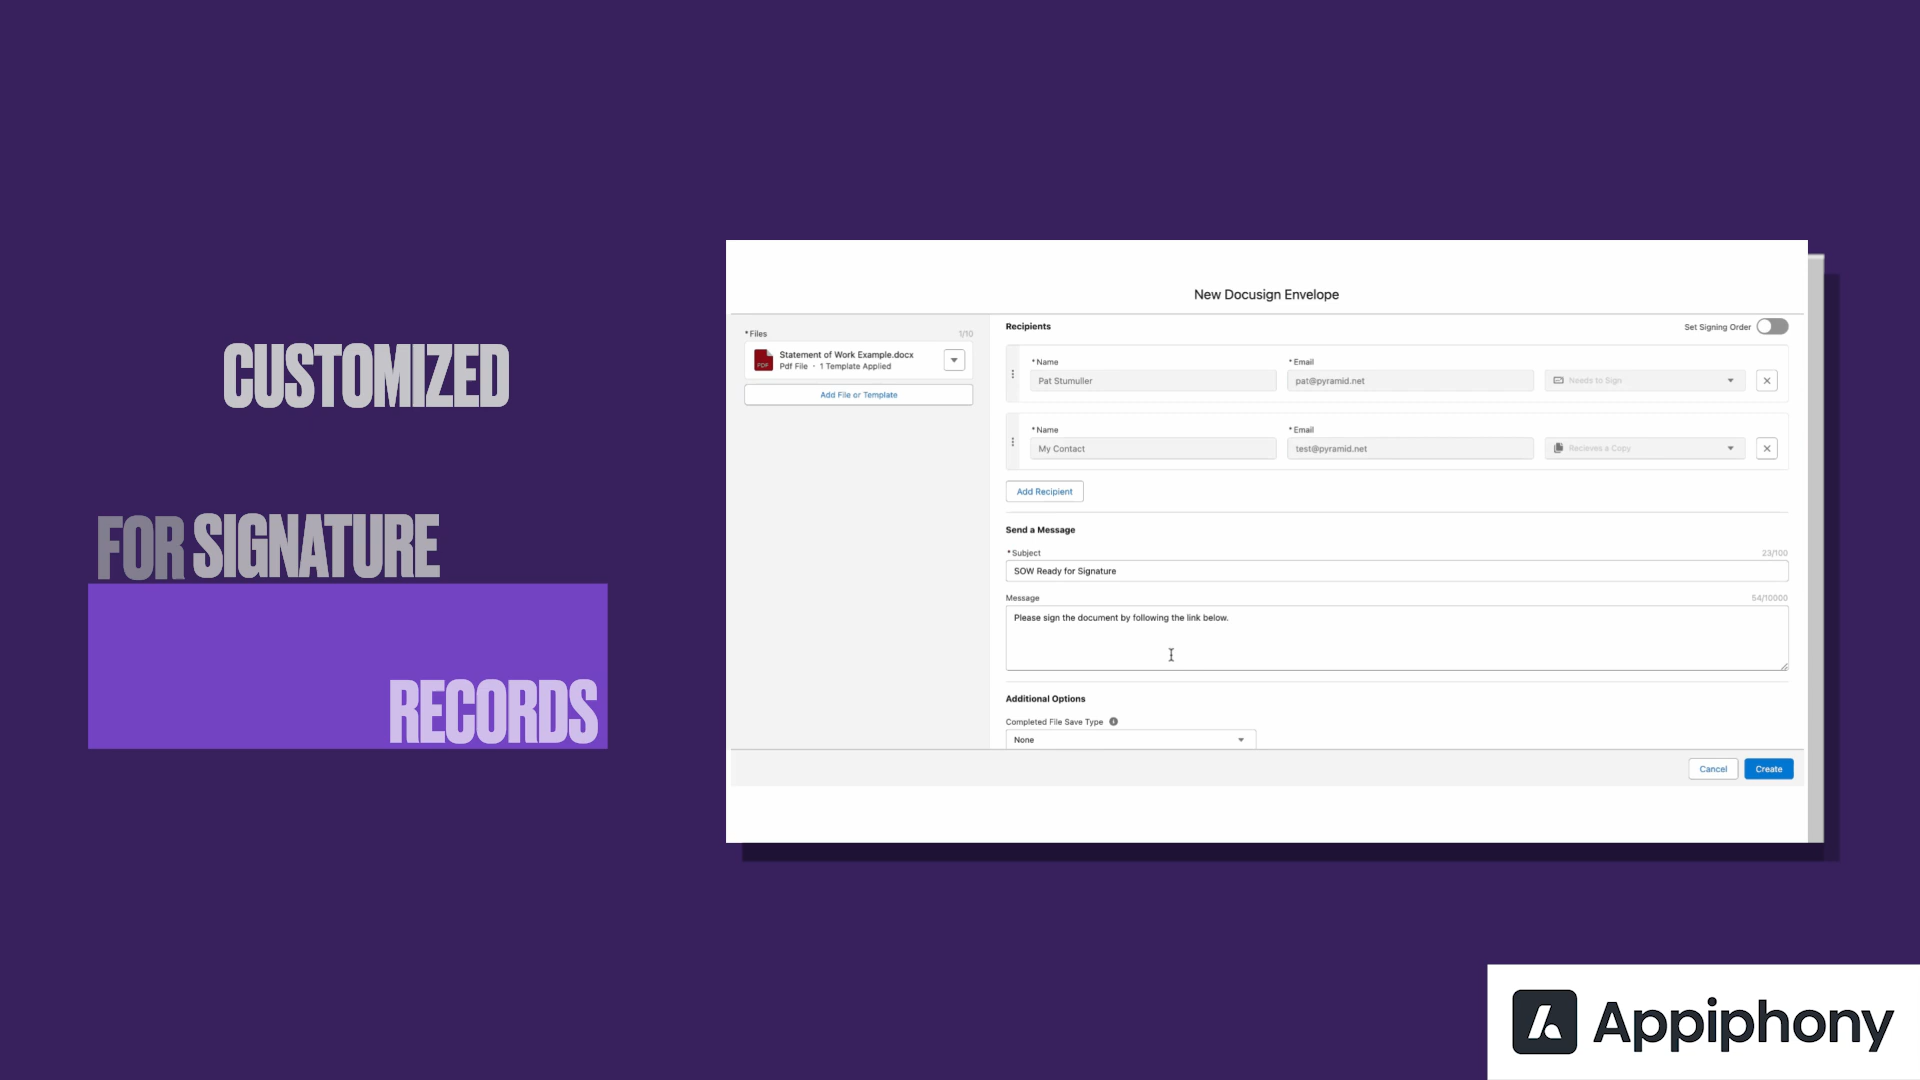 CUSTOMIZED
FOR SIGNATURE
RECORDS
New Docusign Envelope
* Files 1/10
PDF
Statement of Work Example.docx
Pdf File • 1 Template Applied
Add File or Template
Recipients
Set Signing Order
* Name
* Email
Pat Stumuller
pat@pyramid.net
Needs to Sign
* Name
* Email
My Contact
test@pyramid.net
Recieves a Copy
Add Recipient
Send a Message
* Subject 23/100
SOW Ready for Signature
Message 54/10000
Please sign the document by following the link below.
Additional Options
Completed File Save Type
None
Cancel
Create
Appiphony